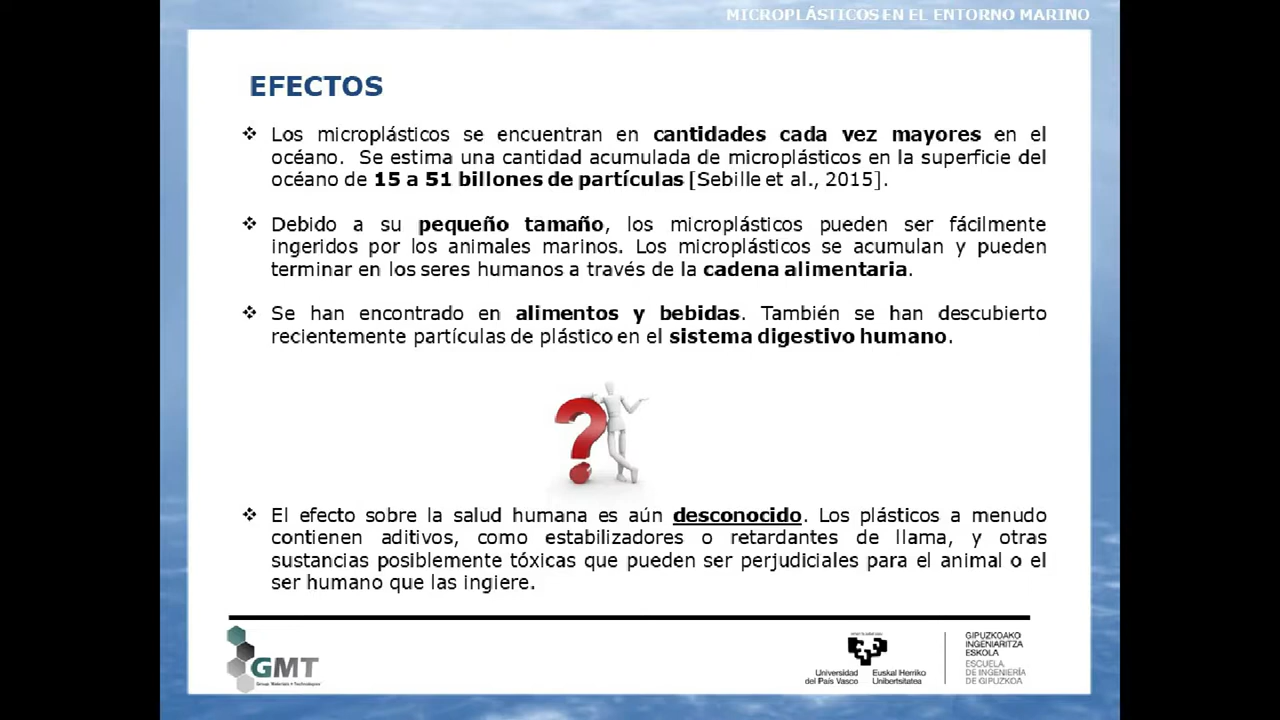 MICROPLÁSTICOS EN EL ENTORNO MARINO
EFECTOS
❖ Los microplásticos se encuentran en cantidades cada vez mayores en el
océano. Se estima una cantidad acumulada de microplásticos en la superficie del
océano de 15 a 51 billones de partículas [Sebille et al., 2015].
❖ Debido a su pequeño tamaño, los microplásticos pueden ser fácilmente
ingeridos por los animales marinos. Los microplásticos se acumulan y pueden
terminar en los seres humanos a través de la cadena alimentaria.
❖ Se han encontrado en alimentos y bebidas. También se han descubierto
recientemente partículas de plástico en el sistema digestivo humano.
?
❖ El efecto sobre la salud humana es aún desconocido. Los plásticos a menudo
contienen aditivos, como estabilizadores o retardantes de llama, y otras
sustancias posiblemente tóxicas que pueden ser perjudiciales para el animal o el
ser humano que las ingiere.
GMT
Group Materials + Technologies
Universidad del País Vasco
Euskal Herriko Unibertsitatea
GIPUZKOAKO
INGENIARITZA
ESKOLA
ESCUELA
DE INGENIERÍA
DE GIPUZKOA